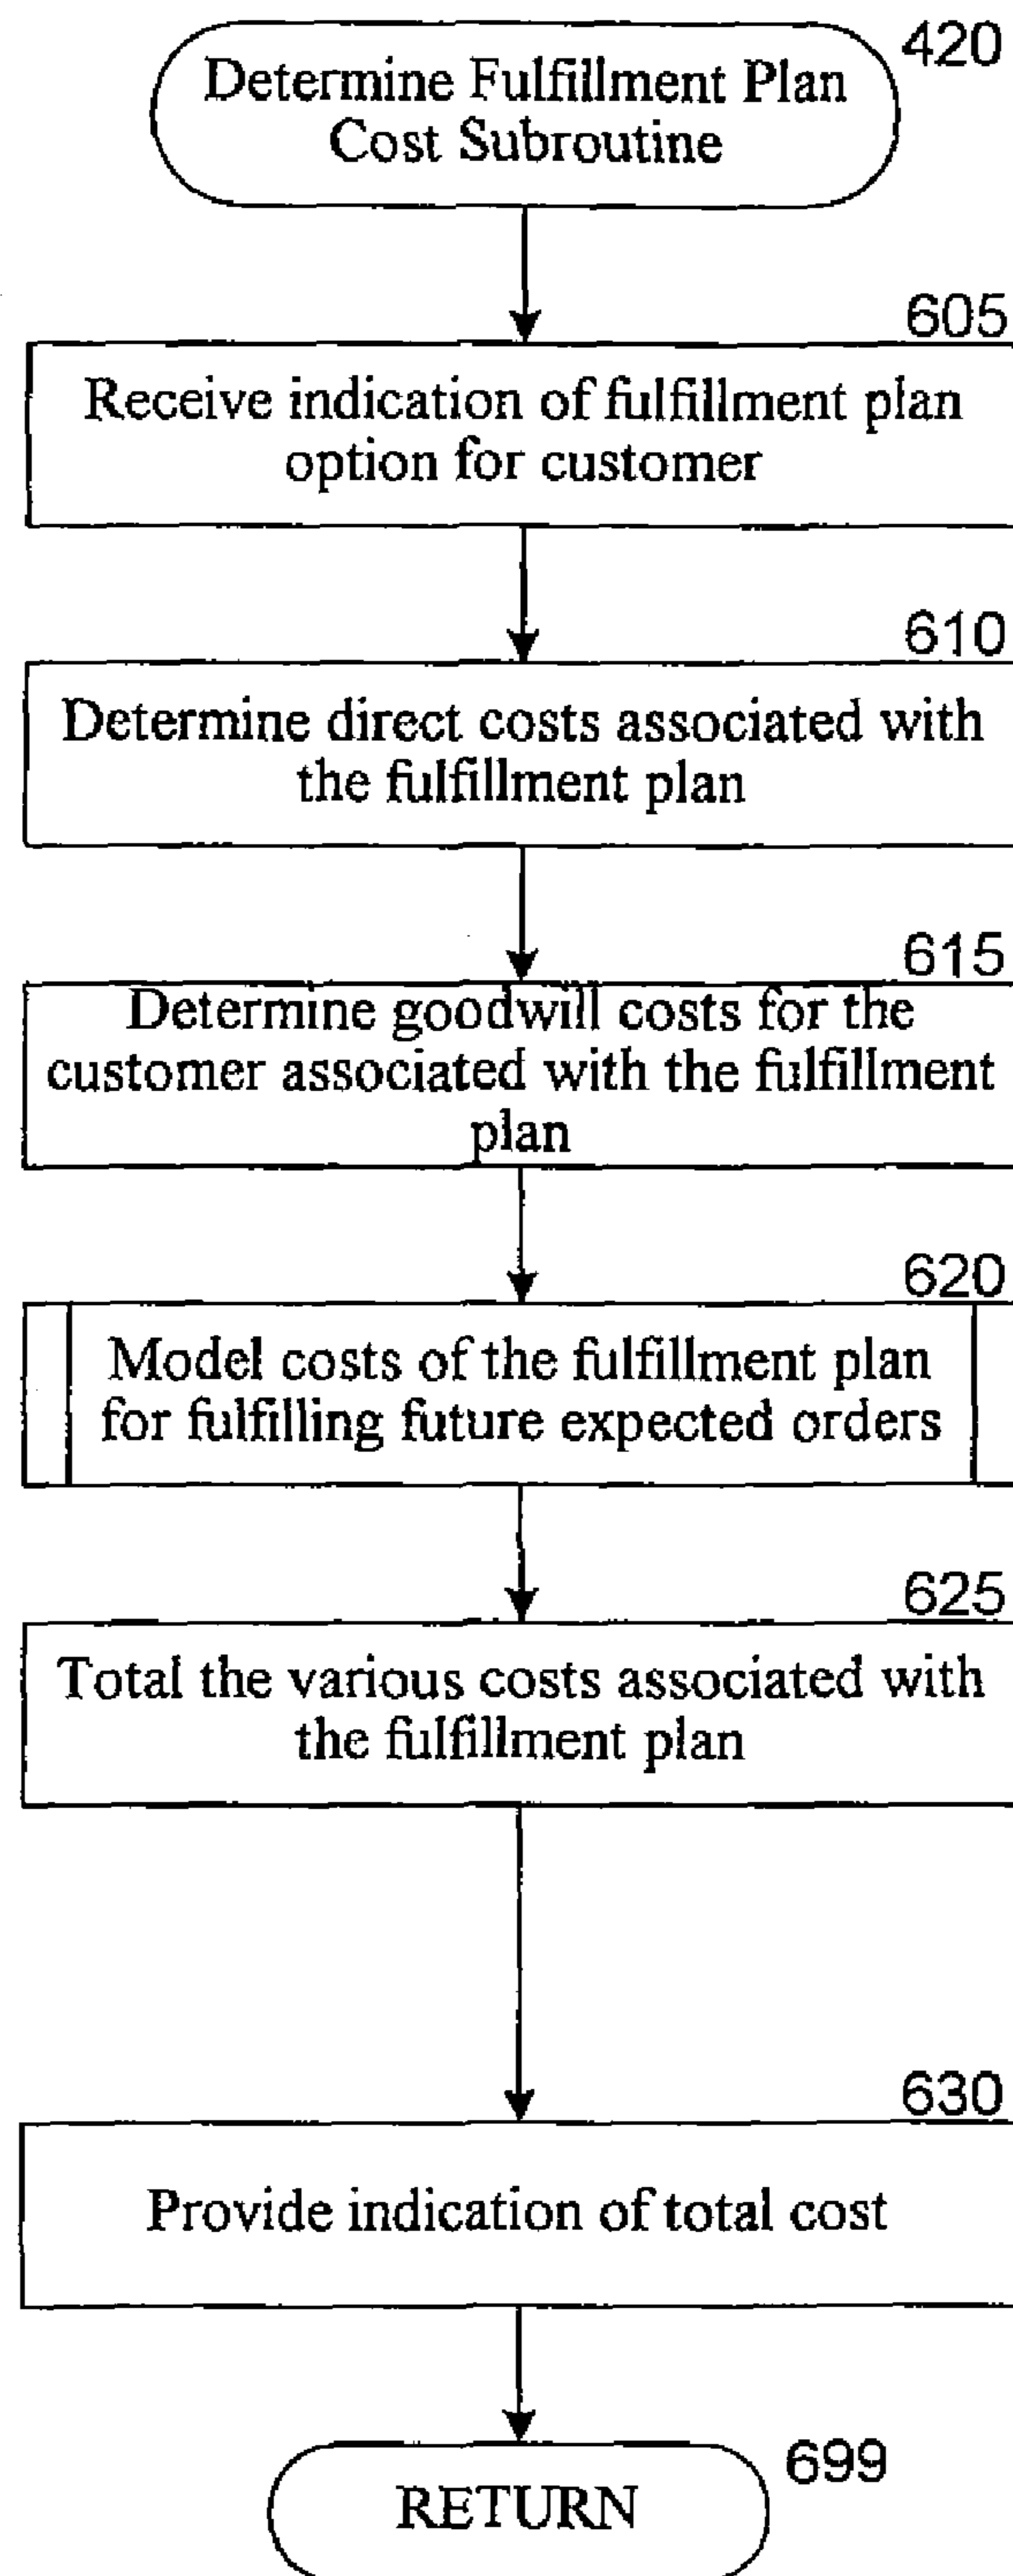 420
Determine Fulfillment Plan
Cost Subroutine
605
Receive indication of fulfillment plan
option for customer
610
Determine direct costs associated with
the fulfillment plan
615
Determine goodwill costs for the
customer associated with the fulfillment
plan
620
Model costs of the fulfillment plan
for fulfilling future expected orders
625
Total the various costs associated with
the fulfillment plan
630
Provide indication of total cost
699
RETURN